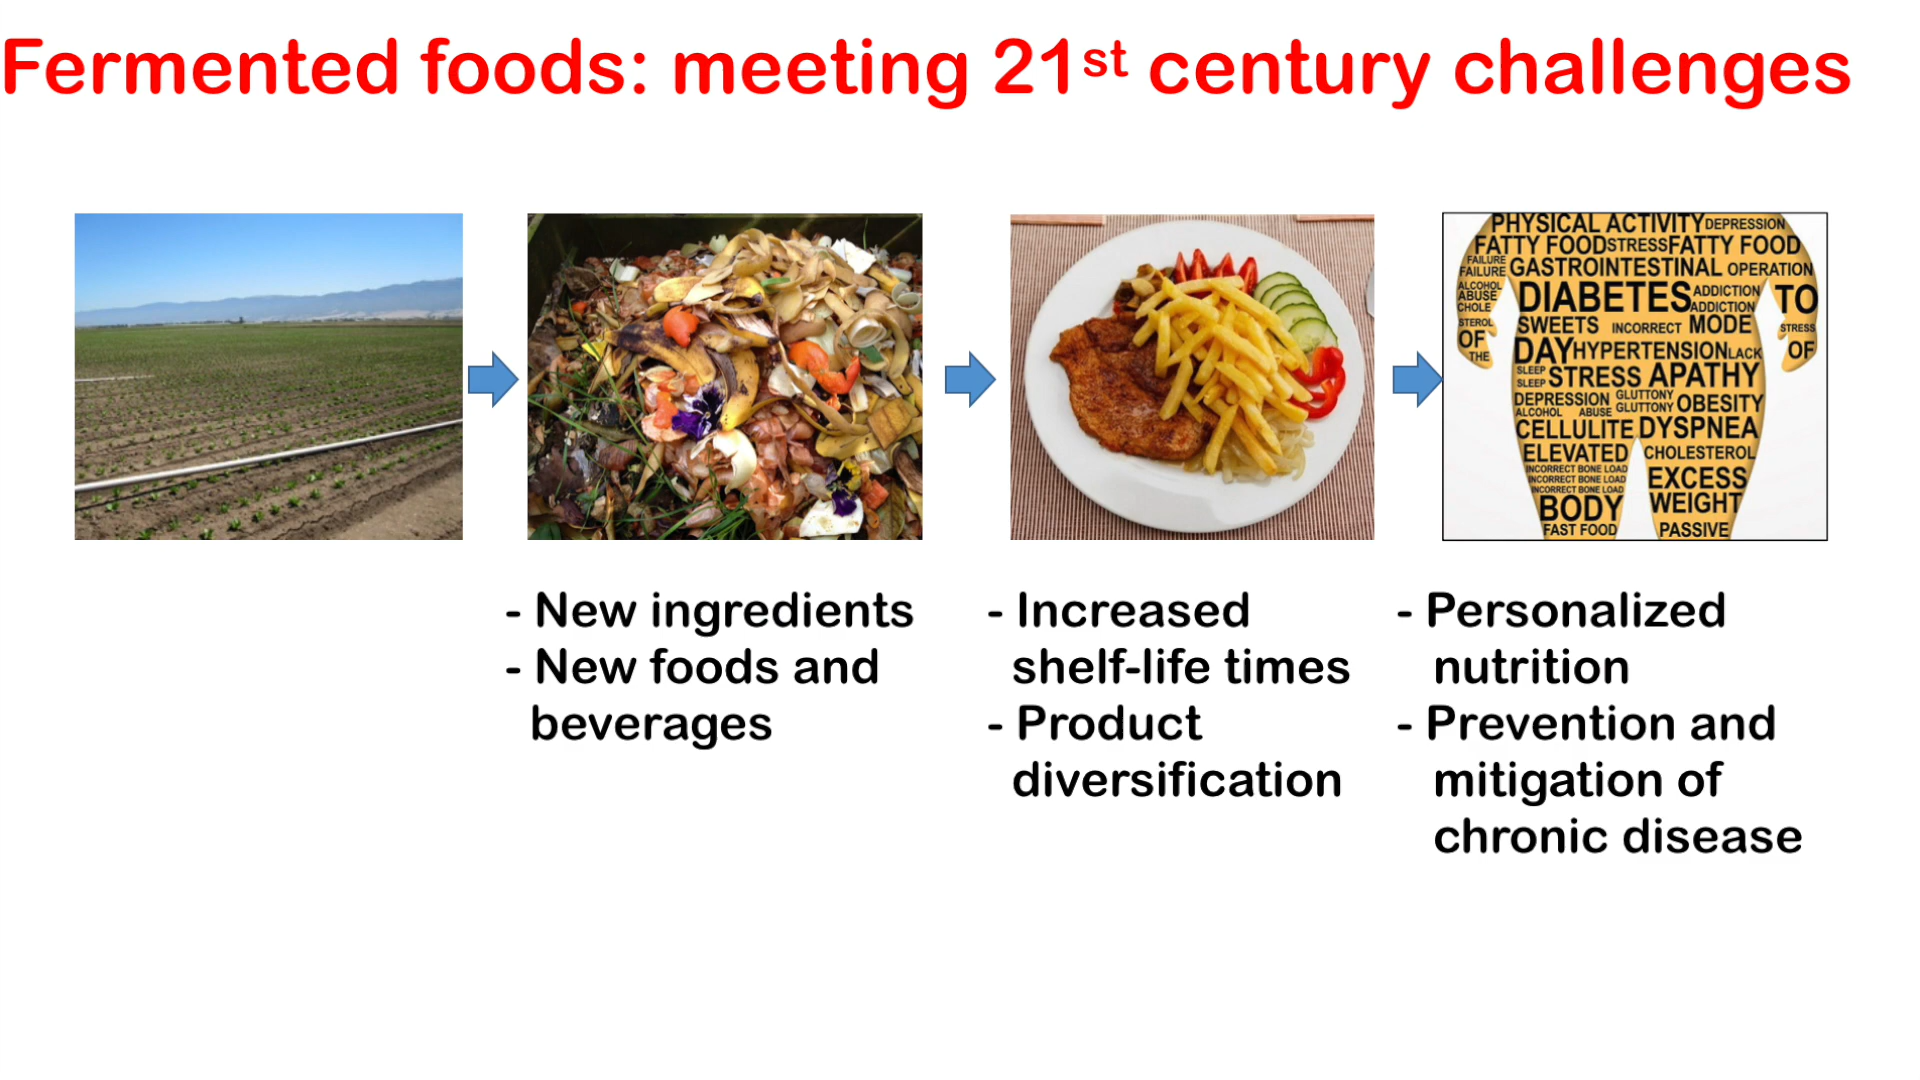 Fermented foods: meeting 21st century challenges
PHYSICAL ACTIVITY DEPRESSION
FATTY FOOD STRESS FATTY FOOD
FAILURE
FAILURE GASTROINTESTINAL OPERATION
ALCOHOL
ABUSE
CHOLE
DIABETES ADDICTION
ADDICTION TO
STEROL SWEETS INCORRECT MODE STRESS
OF
THE
DAY HYPERTENSION LACK OF
SLEEP
SLEEP STRESS APATHY
DEPRESSION GLUTTONY
ALCOHOL ABUSE GLUTTONY OBESITY
CELLULITE DYSPNEA
ELEVATED CHOLESTEROL
INCORRECT BONE LOAD
INCORRECT BONE LOAD
INCORRECT BONE LOAD
EXCESS
BODY WEIGHT
FAST FOOD PASSIVE
- New ingredients
- New foods and
beverages
- Increased
shelf-life times
- Product
diversification
- Personalized
nutrition
- Prevention and
mitigation of
chronic disease